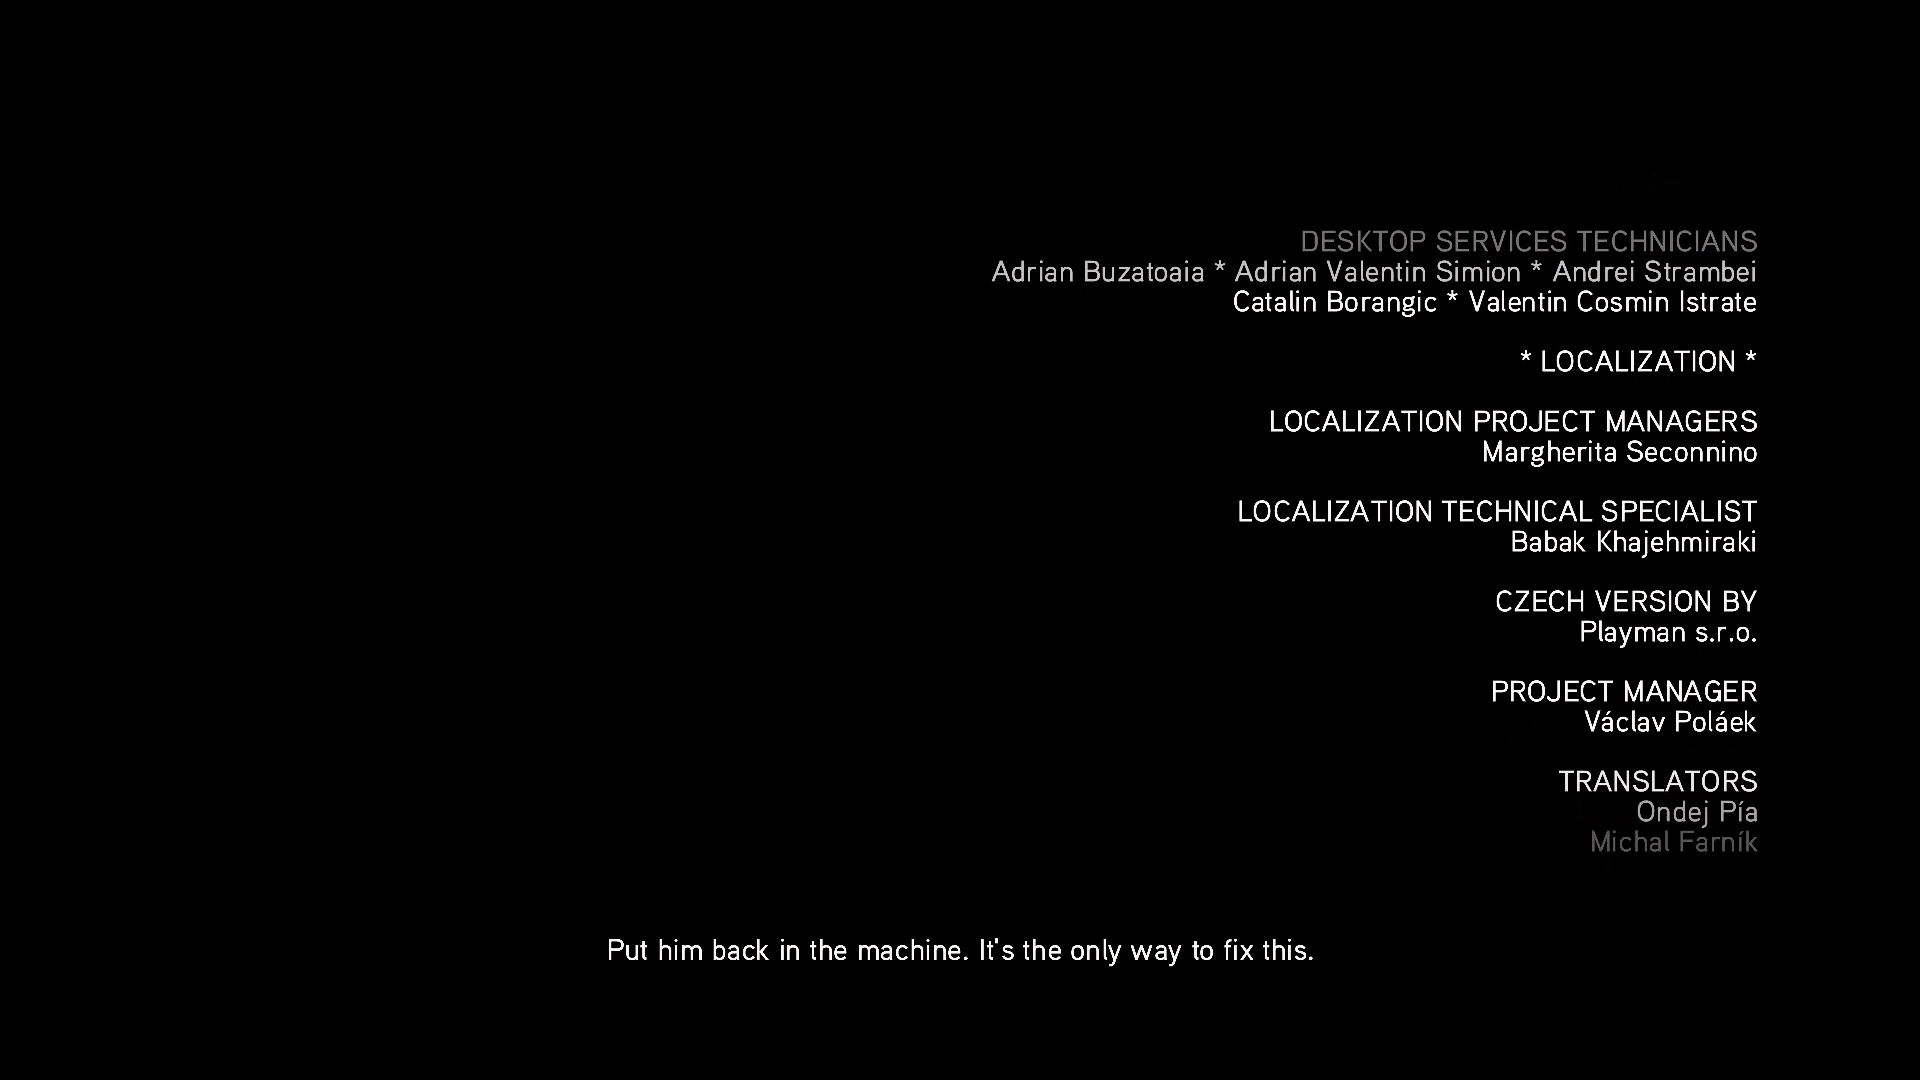 DESKTOP SERVICES TECHNICIANS
Adrian Buzatoaia * Adrian Valentin Simion * Andrei Strambei
Catalin Borangic * Valentin Cosmin Istrate
* LOCALIZATION *
LOCALIZATION PROJECT MANAGERS
Margherita Seconnino
LOCALIZATION TECHNICAL SPECIALIST
Babak Khajehmiraki
CZECH VERSION BY
Playman s.r.o.
PROJECT MANAGER
Václav Poláek
TRANSLATORS
Ondej Pía
Michal Farník
Put him back in the machine. It's the only way to fix this.